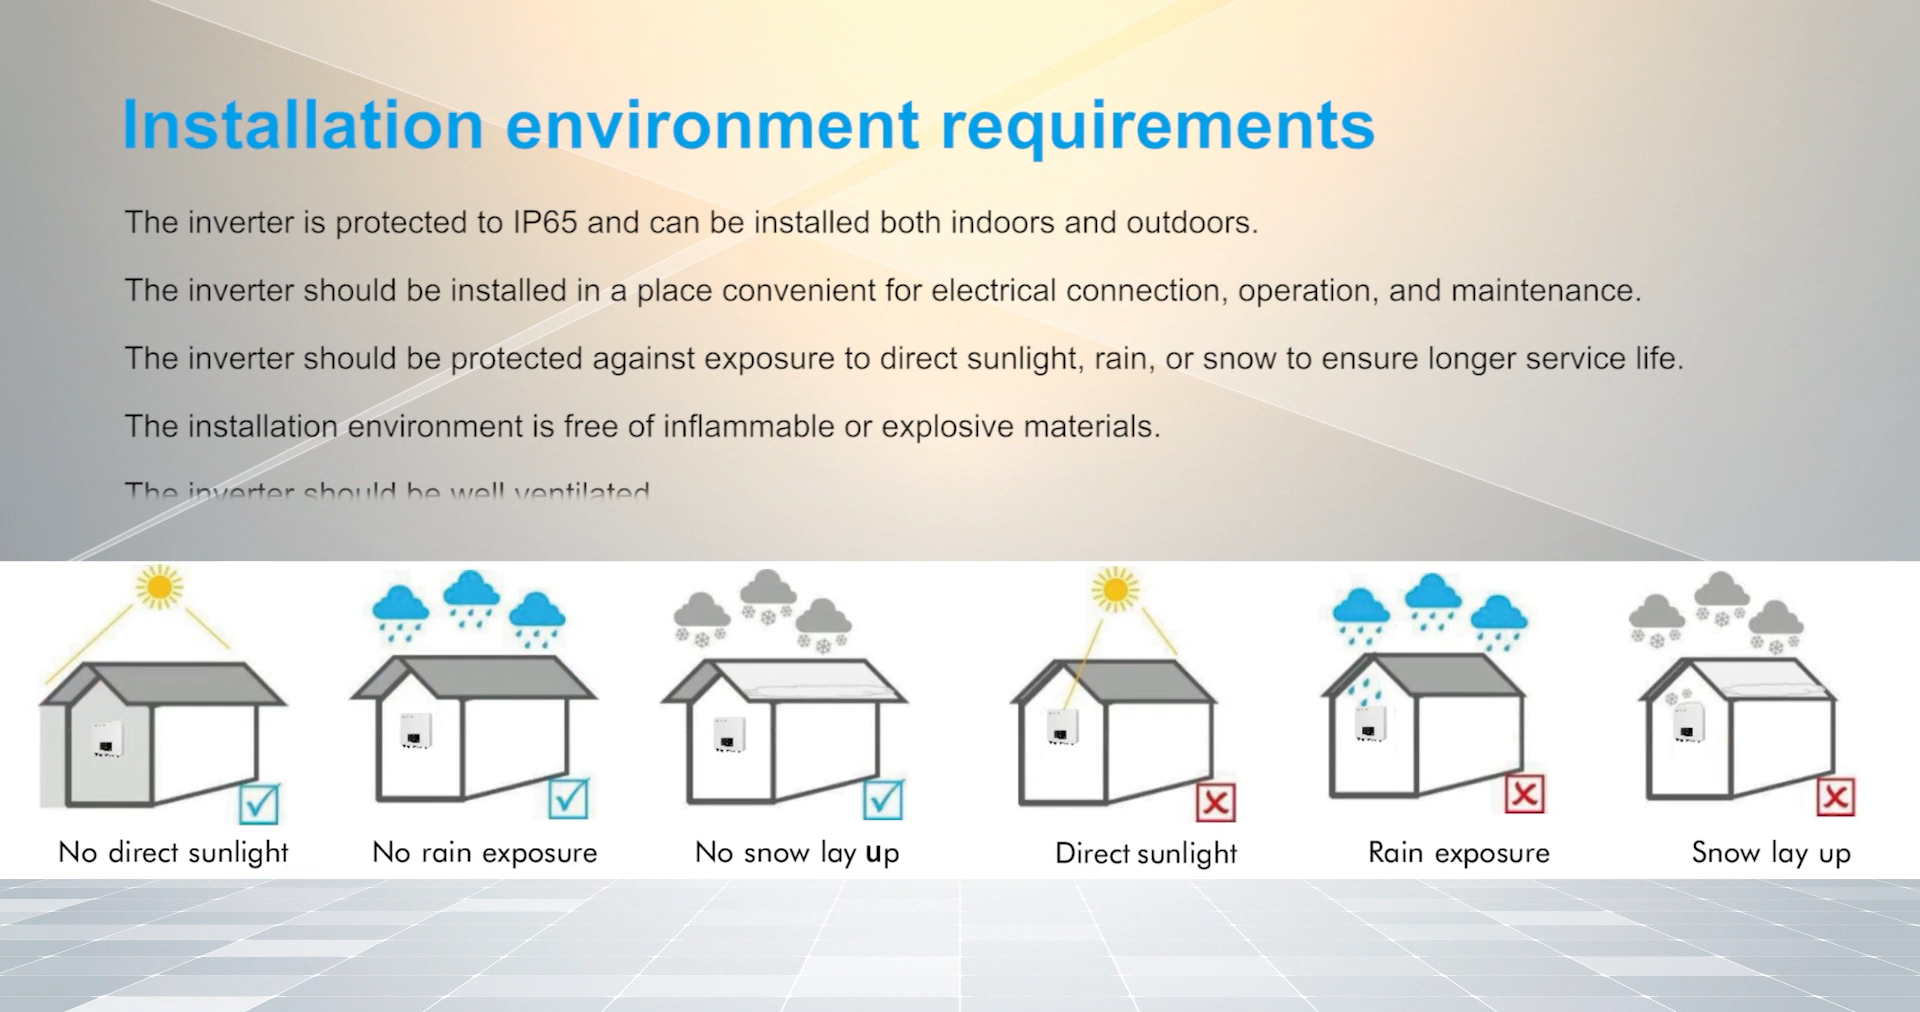 Installation environment requirements
The inverter is protected to IP65 and can be installed both indoors and outdoors.
The inverter should be installed in a place convenient for electrical connection, operation, and maintenance.
The inverter should be protected against exposure to direct sunlight, rain, or snow to ensure longer service life.
The installation environment is free of inflammable or explosive materials.
The inverter should be well ventilated
No direct sunlight
No rain exposure
No snow lay up
Direct sunlight
Rain exposure
Snow lay up